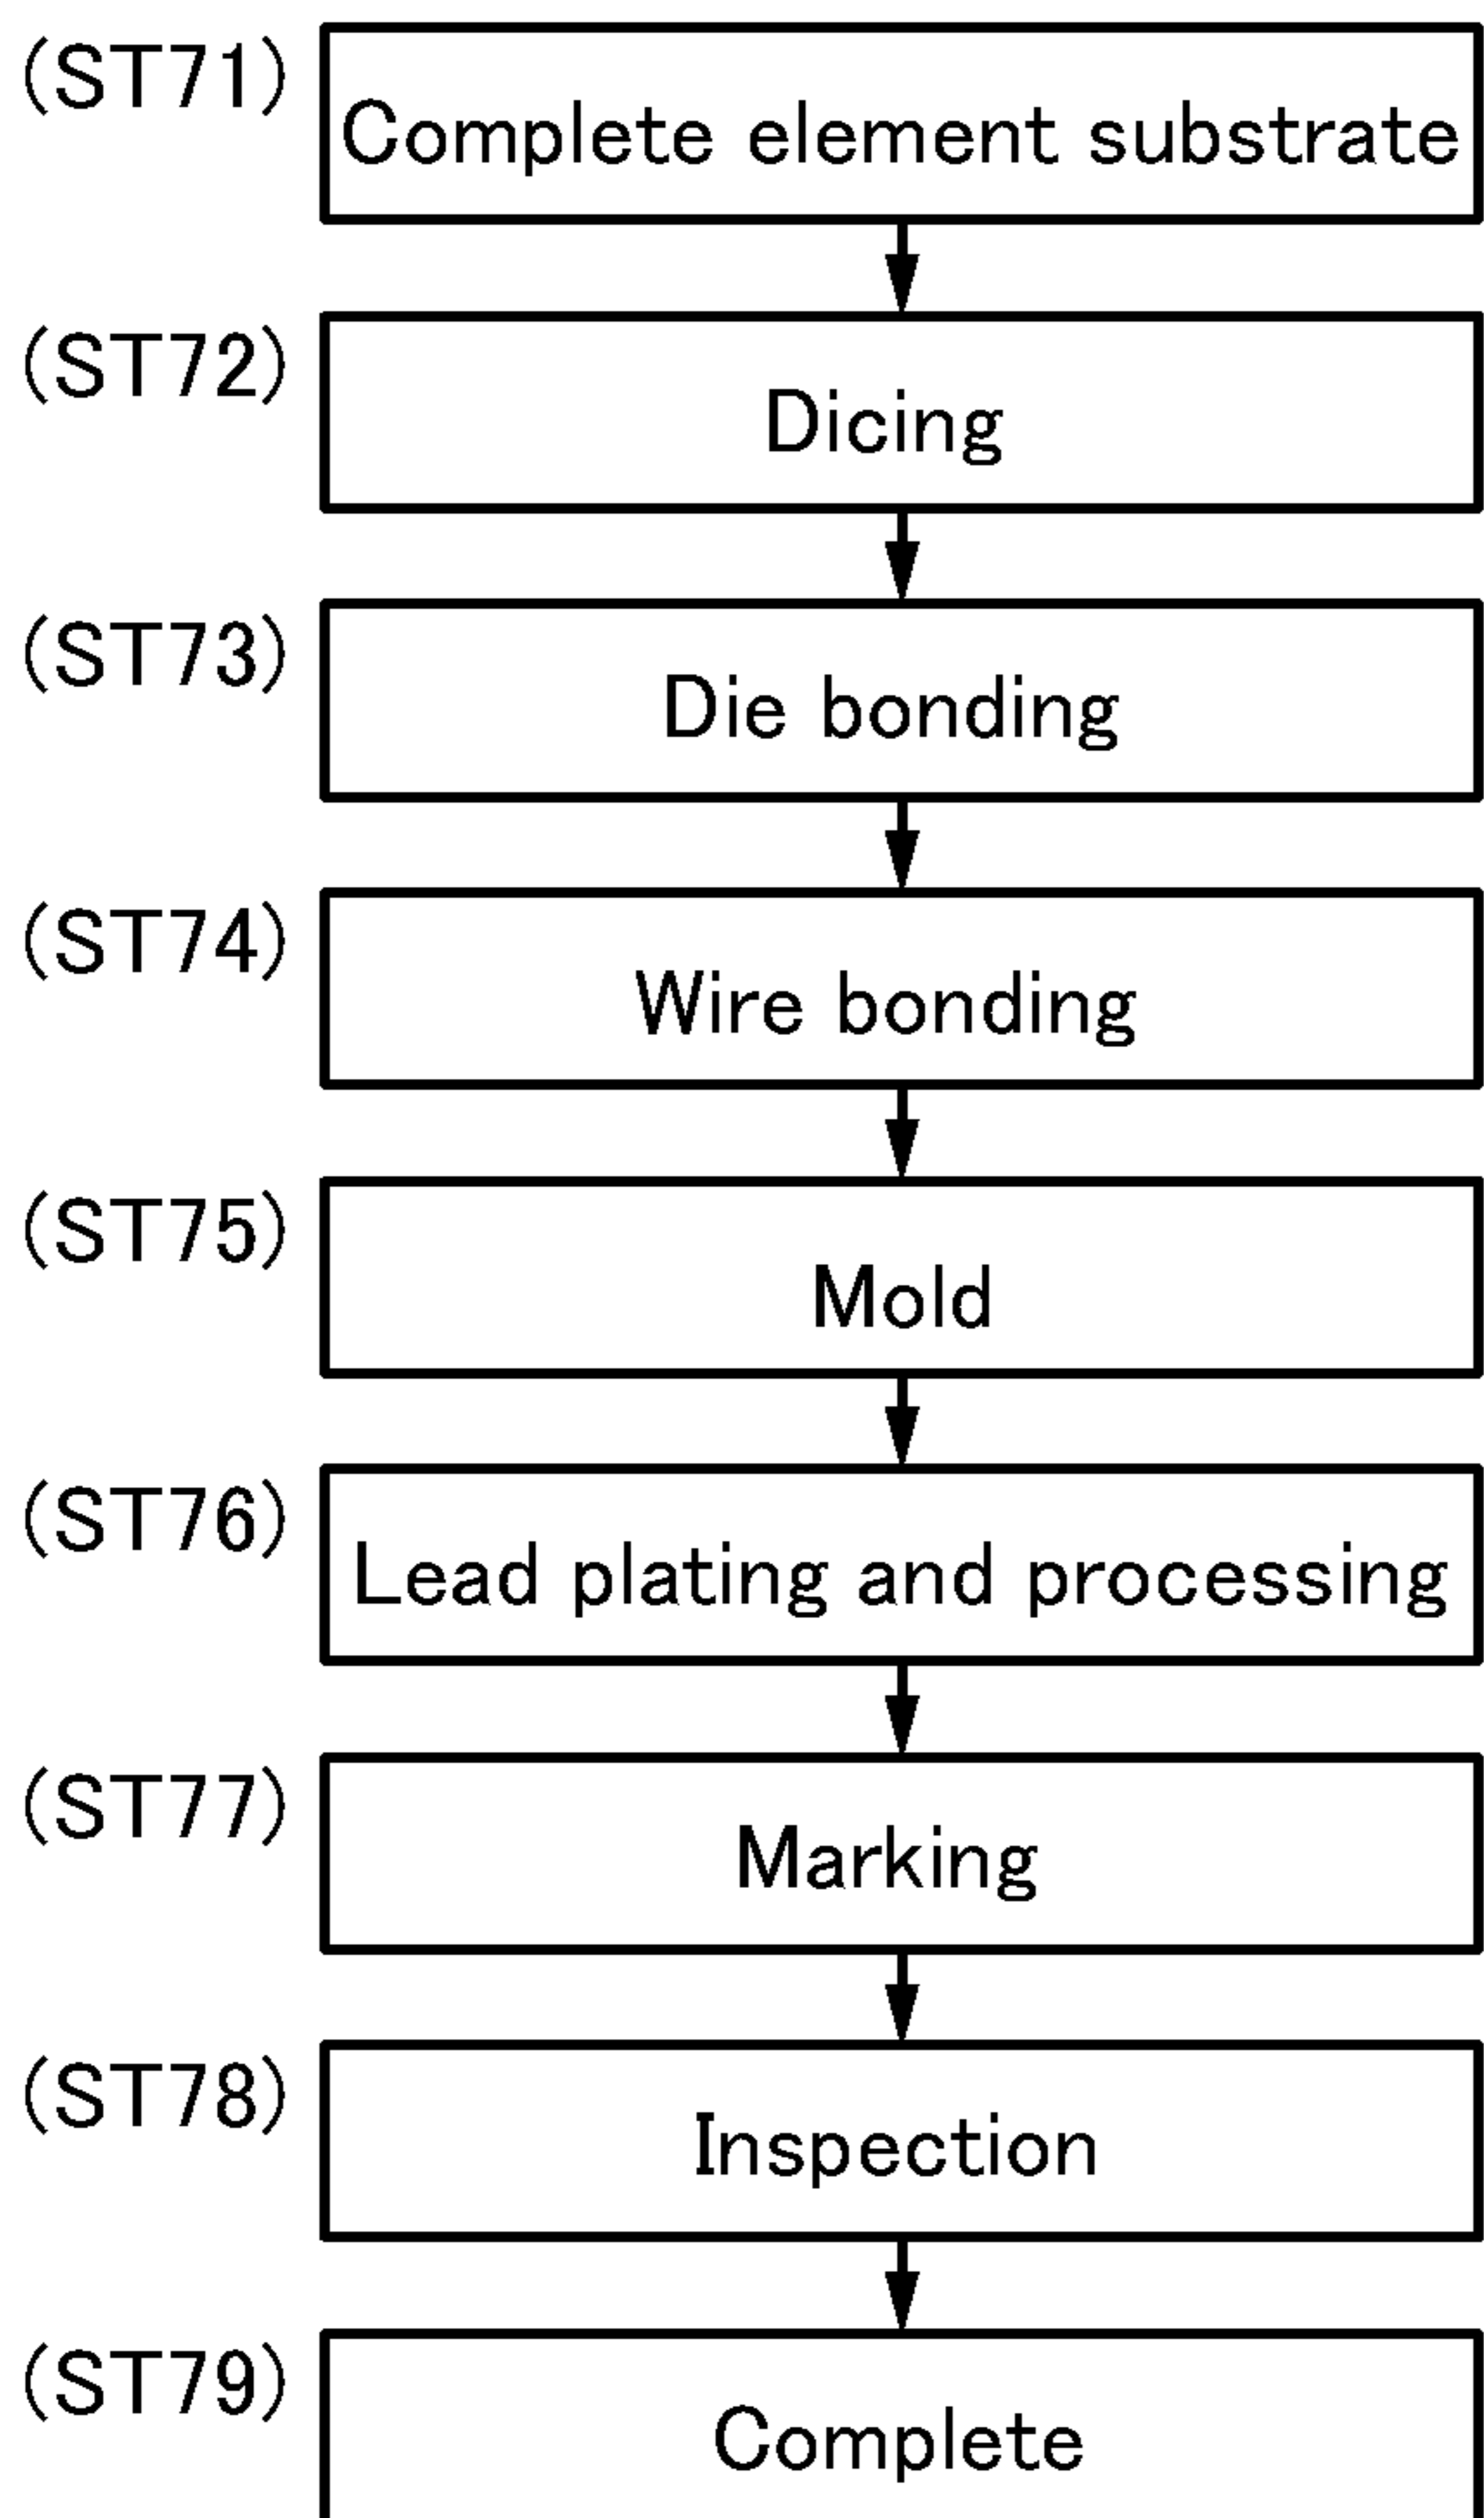 (ST71)
Complete element substrate
(ST72)
Dicing
(ST73)
Die bonding
(ST74)
Wire bonding
(ST75)
Mold
(ST76)
Lead plating and processing
(ST77)
Marking
(ST78)
Inspection
(ST79)
Complete